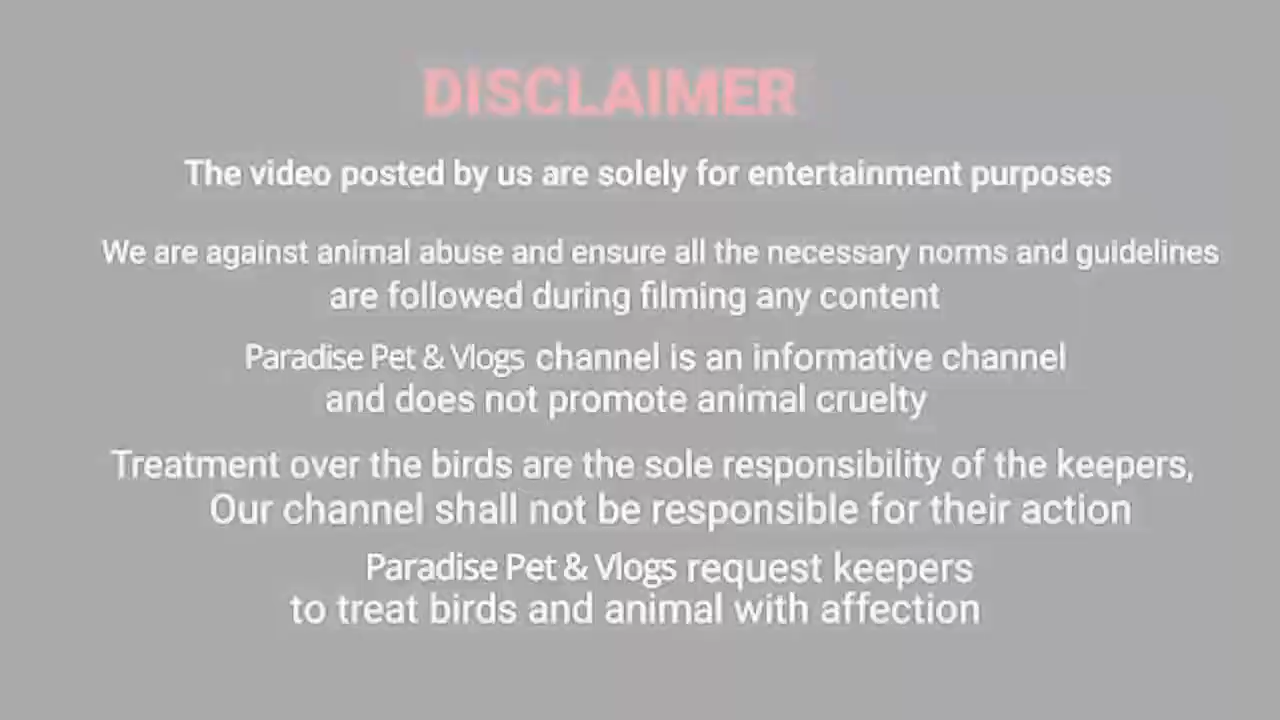 DISCLAIMER
The video posted by us are solely for entertainment purposes
We are against animal abuse and ensure all the necessary norms and guidelines
are followed during filming any content
Paradise Pet & Vlogs channel is an informative channel
and does not promote animal cruelty
Treatment over the birds are the sole responsibility of the keepers,
Our channel shall not be responsible for their action
Paradise Pet & Vlogs request keepers
to treat birds and animal with affection